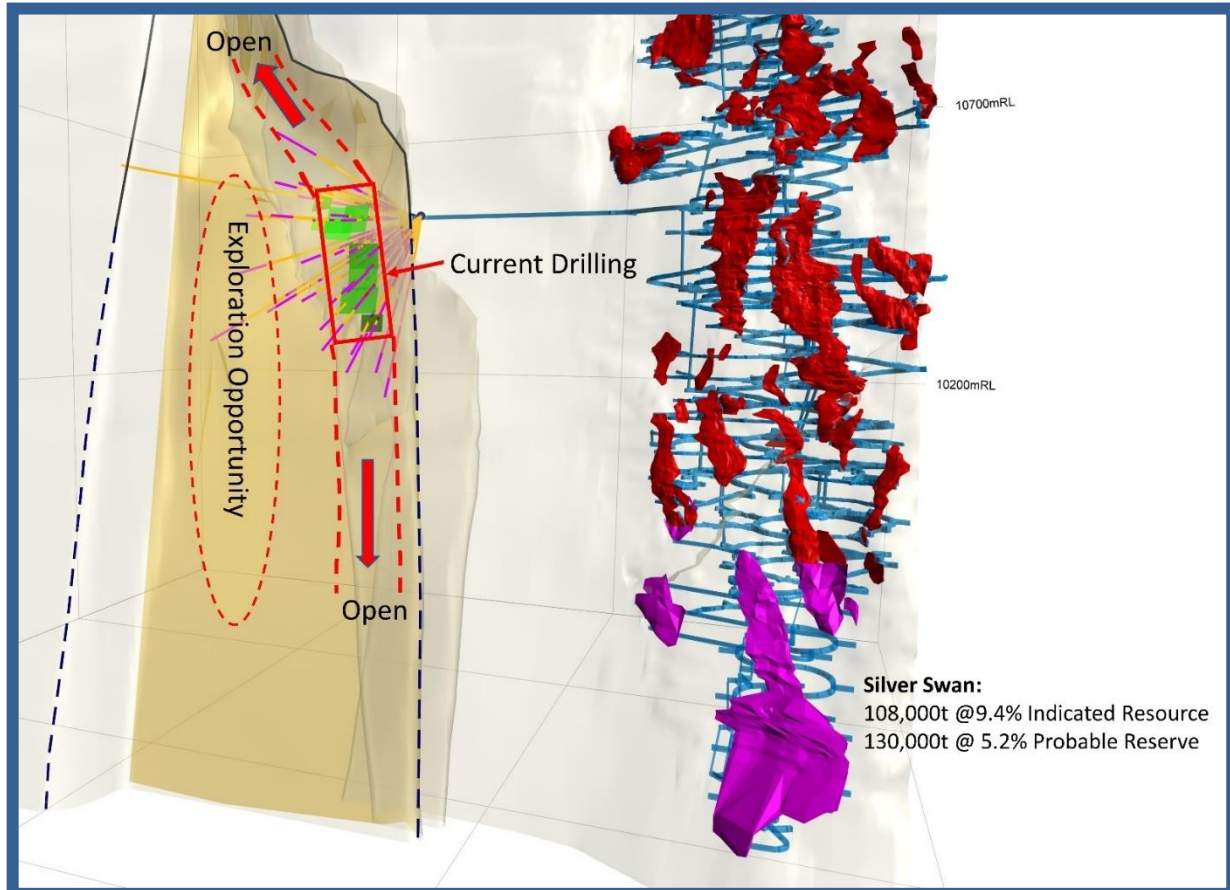 Open
10700mRL
Current Drilling
Exploration Opportunity
10200mRL
Open
Silver Swan:
108,000t @9.4% Indicated Resource
130,000t @ 5.2% Probable Reserve